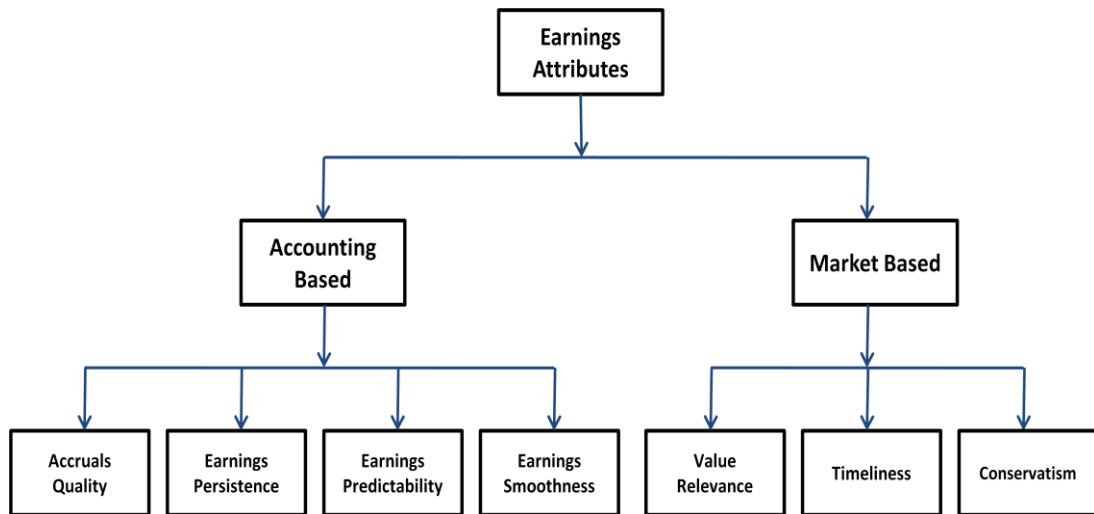 Earnings
Attributes
Accounting
Based
Market Based
Accruals
Quality
Earnings
Persistence
Earnings
Predictability
Earnings
Smoothness
Value
Relevance
Timeliness
Conservatism